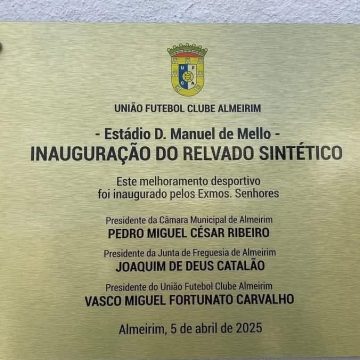 UNIÃO FUTEBOL CLUBE ALMEIRIM
- Estádio D. Manuel de Mello -
INAUGURAÇÃO DO RELVADO SINTÉTICO
Este melhoramento desportivo
foi inaugurado pelos Exmos. Senhores
Presidente da Câmara Municipal de Almeirim
PEDRO MIGUEL CÉSAR RIBEIRO
Presidente da Junta de Freguesia de Almeirim
JOAQUIM DE DEUS CATALÃO
Presidente do União Futebol Clube Almeirim
VASCO MIGUEL FORTUNATO CARVALHO
Almeirim, 5 de abril de 2025